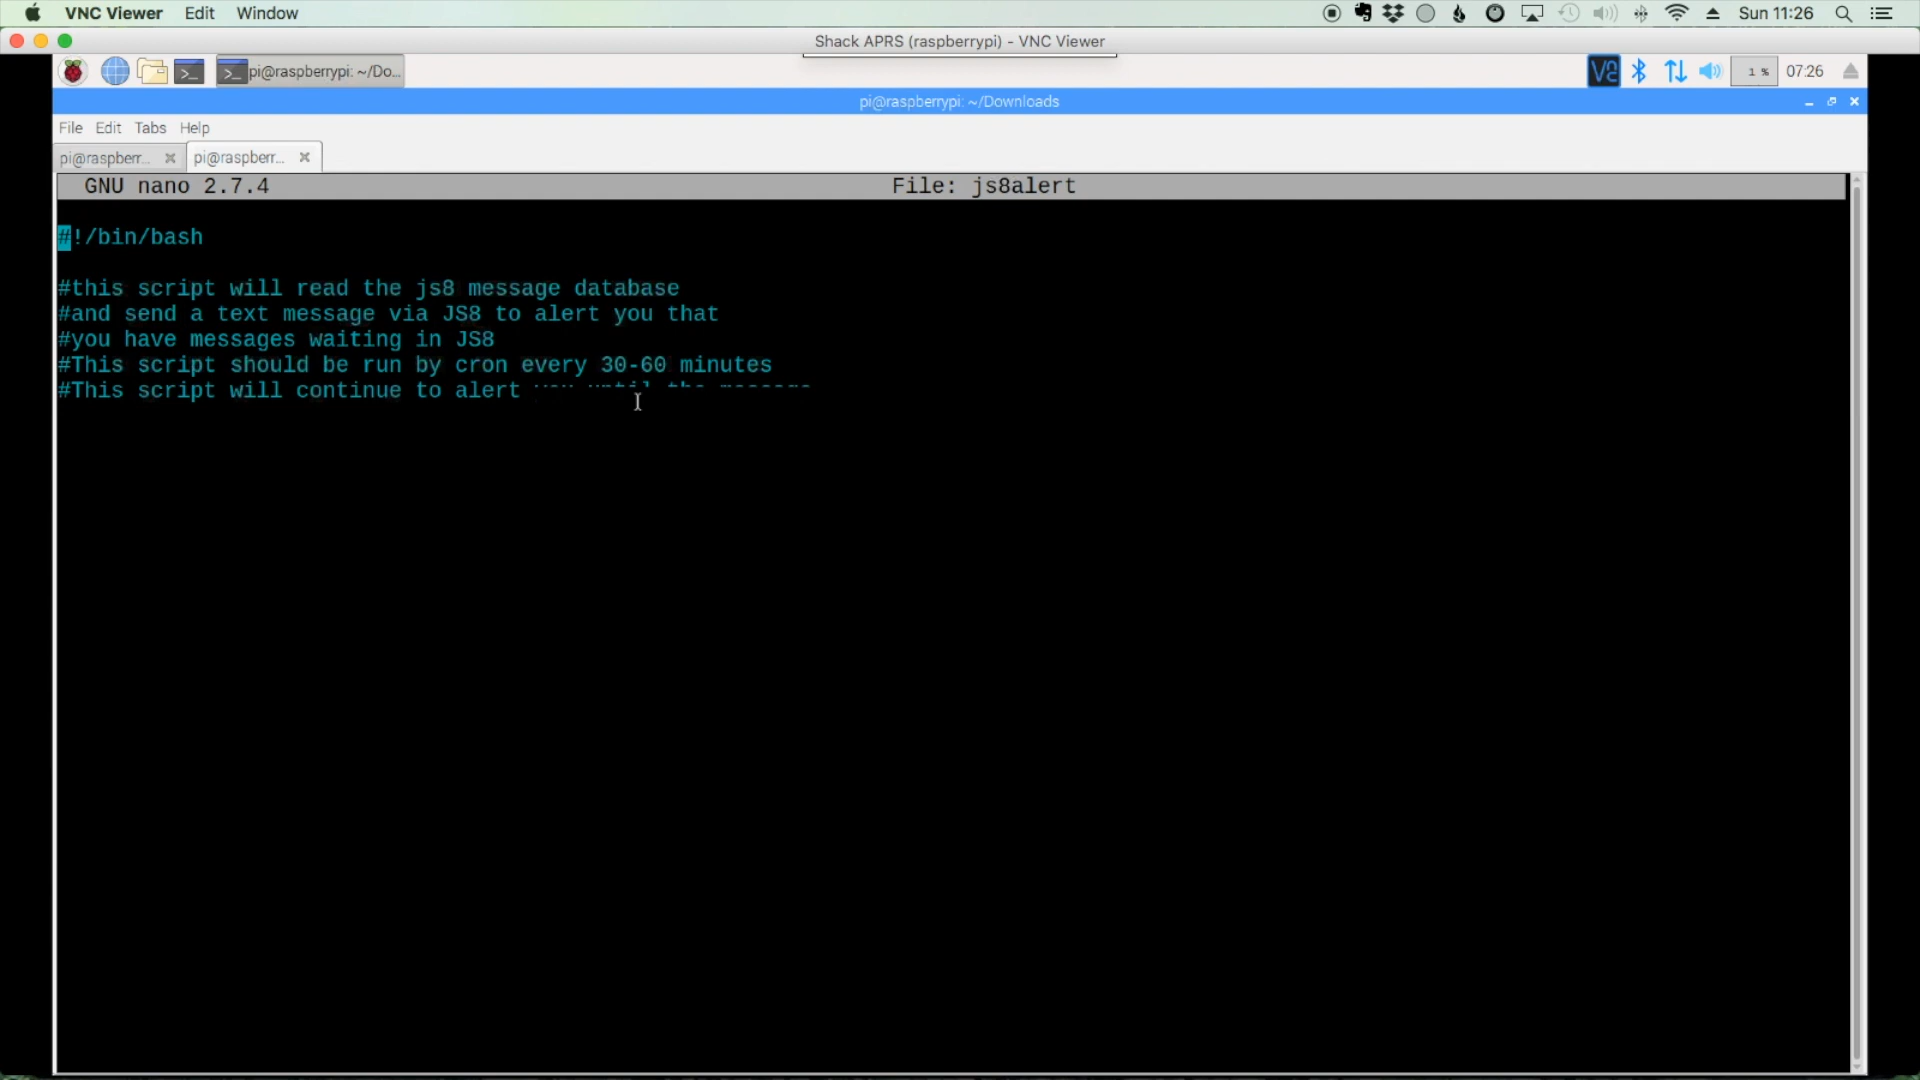 VNC Viewer Edit Window Sun 11:26
Shack APRS (raspberrypi) - VNC Viewer
pi@raspberrypi: ~/Do... V2 1 % 07:26
pi@raspberrypi: ~/Downloads
File Edit Tabs Help
pi@raspberr... pi@raspberr...
GNU nano 2.7.4 File: js8alert
#!/bin/bash
#this script will read the js8 message database
#and send a text message via JS8 to alert you that
#you have messages waiting in JS8
#This script should be run by cron every 30-60 minutes
#This script will continue to alert